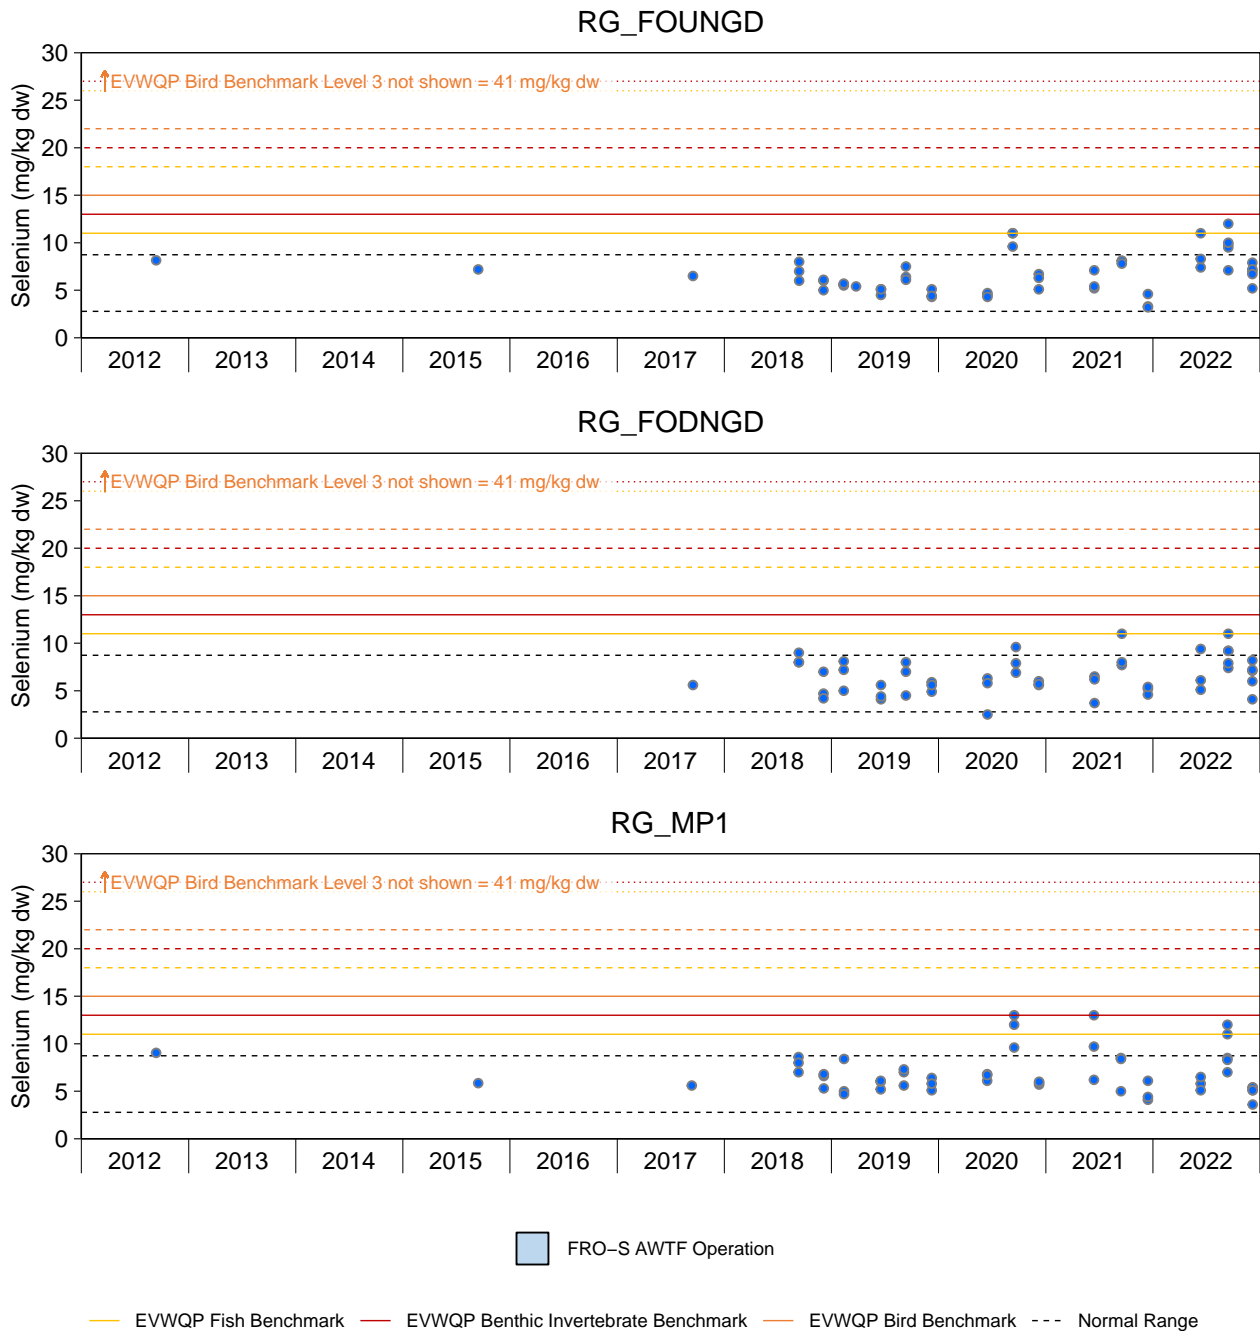 RG_FOUNGD
Selenium (mg/kg dw)
30
25
20
15
10
5
0
EVWQP Bird Benchmark Level 3 not shown = 41 mg/kg dw
2012 2013 2014 2015 2016 2017 2018 2019 2020 2021 2022
RG_FODNGD
Selenium (mg/kg dw)
30
25
20
15
10
5
0
EVWQP Bird Benchmark Level 3 not shown = 41 mg/kg dw
2012 2013 2014 2015 2016 2017 2018 2019 2020 2021 2022
RG_MP1
Selenium (mg/kg dw)
30
25
20
15
10
5
0
EVWQP Bird Benchmark Level 3 not shown = 41 mg/kg dw
2012 2013 2014 2015 2016 2017 2018 2019 2020 2021 2022
FRO−S AWTF Operation
EVWQP Fish Benchmark EVWQP Benthic Invertebrate Benchmark EVWQP Bird Benchmark Normal Range